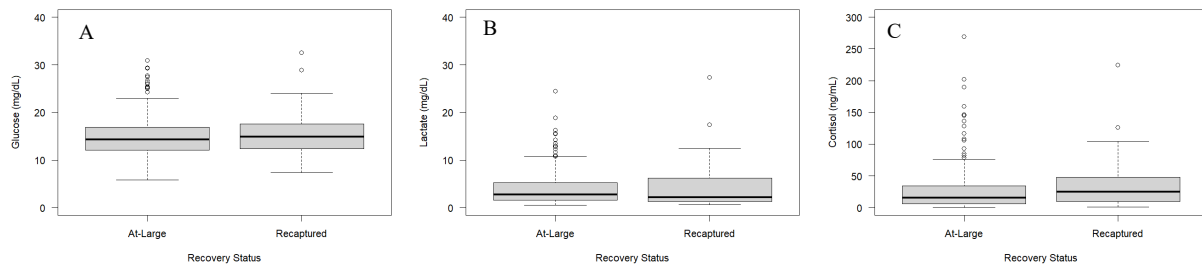 A
Glucose (mg/dL)
40
30
20
10
0
At-Large
Recaptured
Recovery Status
B
Lactate (mg/dL)
40
30
20
10
0
At-Large
Recaptured
Recovery Status
C
Cortisol (ng/mL)
300
250
200
150
100
50
0
At-Large
Recaptured
Recovery Status